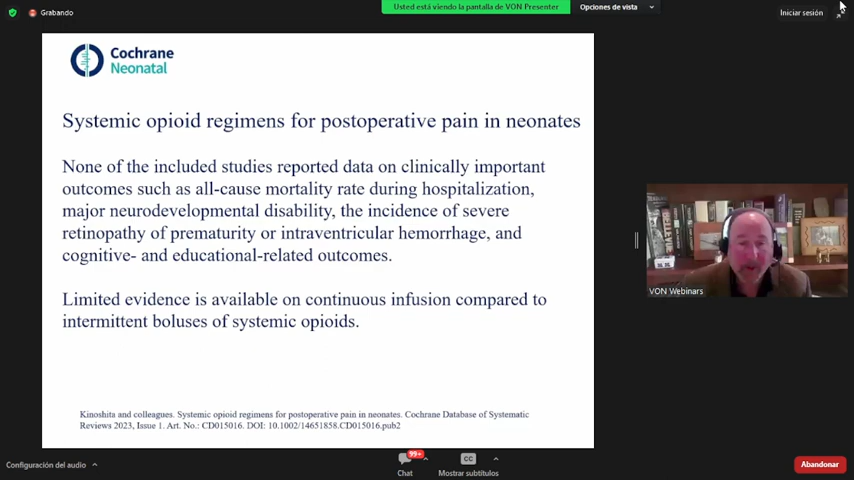 Grabando
Usted está viendo la pantalla de VON Presenter
Opciones de vista
Iniciar sesión
Cochrane
Neonatal
Systemic opioid regimens for postoperative pain in neonates
None of the included studies reported data on clinically important
outcomes such as all-cause mortality rate during hospitalization,
major neurodevelopmental disability, the incidence of severe
retinopathy of prematurity or intraventricular hemorrhage, and
cognitive- and educational-related outcomes.
Limited evidence is available on continuous infusion compared to
intermittent boluses of systemic opioids.
Kinoshita and colleagues. Systemic opioid regimens for postoperative pain in neonates. Cochrane Database of Systematic
Reviews 2023, Issue 1. Art. No.: CD015016. DOI: 10.1002/14651858.CD015016.pub2
BELLEVUE
VON Webinars
Configuración del audio
99+
Chat
CC
Mostrar subtítulos
Abandonar